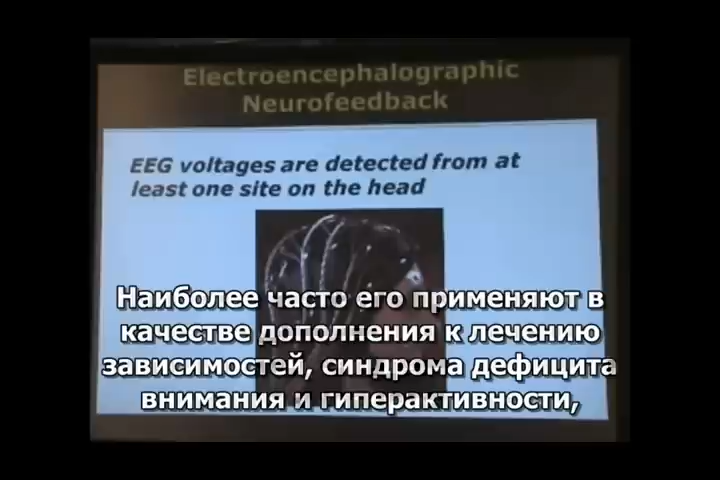 Electroencephalographic
Neurofeedback
EEG voltages are detected from at
least one site on the head
Наиболее часто его применяют в
качестве дополнения к лечению
зависимостей, синдрома дефицита
внимания и гиперактивности,